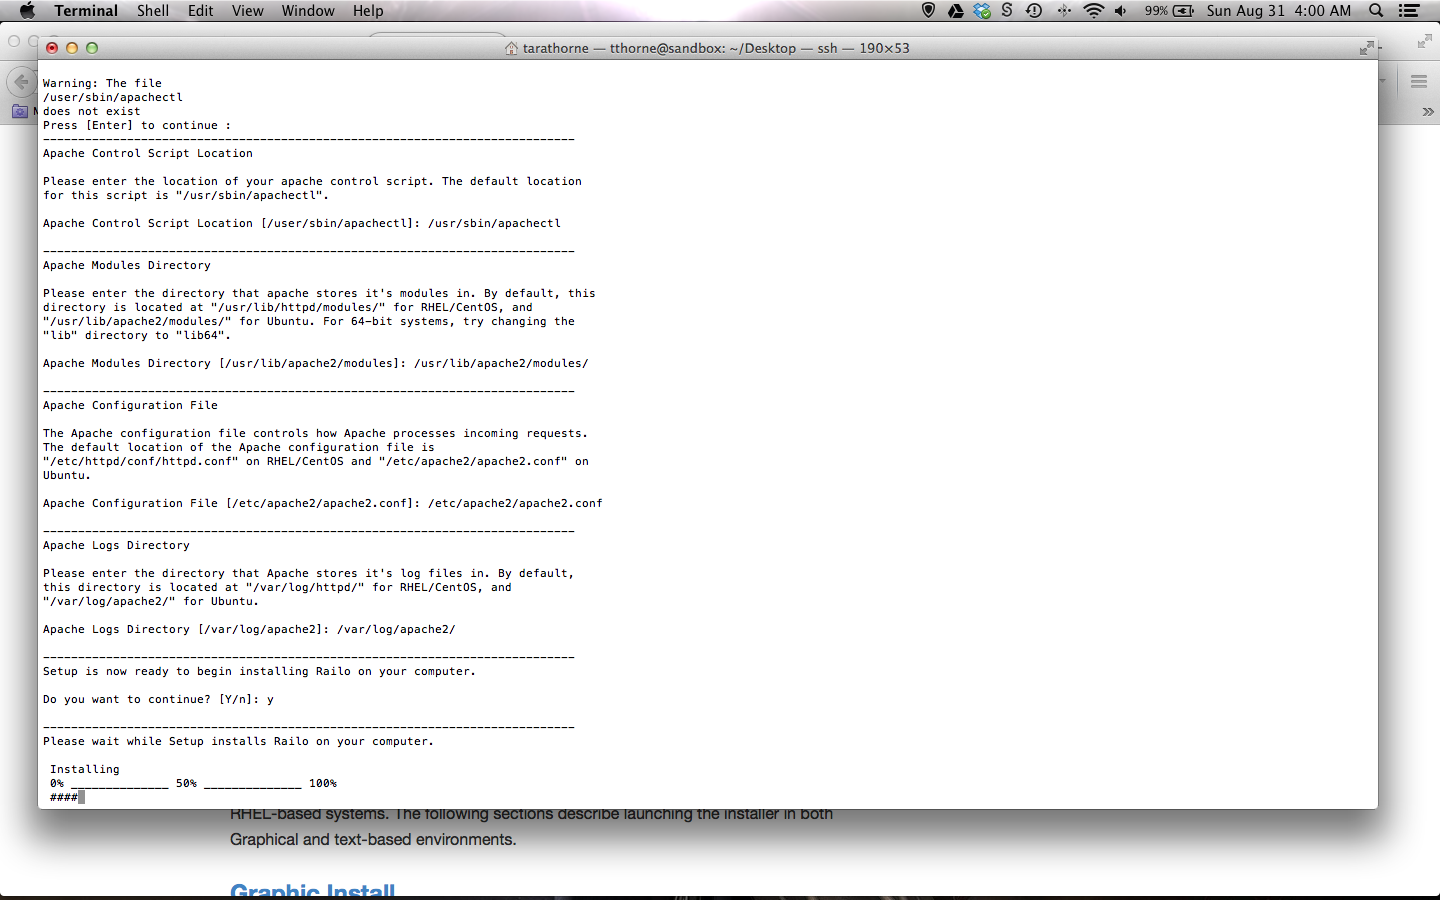 Terminal Shell Edit View Window Help 99% Sun Aug 31 4:00 AM
tarathorne — tthorne@sandbox: ~/Desktop — ssh — 190×53
Warning: The file
/user/sbin/apachectl
does not exist
Press [Enter] to continue :
----------------------------------------------------------------------------
Apache Control Script Location
Please enter the location of your apache control script. The default location
for this script is "/usr/sbin/apachectl".
Apache Control Script Location [/user/sbin/apachectl]: /usr/sbin/apachectl
----------------------------------------------------------------------------
Apache Modules Directory
Please enter the directory that apache stores it's modules in. By default, this
directory is located at "/usr/lib/httpd/modules/" for RHEL/CentOS, and
"/usr/lib/apache2/modules/" for Ubuntu. For 64-bit systems, try changing the
"lib" directory to "lib64".
Apache Modules Directory [/usr/lib/apache2/modules]: /usr/lib/apache2/modules/
----------------------------------------------------------------------------
Apache Configuration File
The Apache configuration file controls how Apache processes incoming requests.
The default location of the Apache configuration file is
"/etc/httpd/conf/httpd.conf" on RHEL/CentOS and "/etc/apache2/apache2.conf" on
Ubuntu.
Apache Configuration File [/etc/apache2/apache2.conf]: /etc/apache2/apache2.conf
----------------------------------------------------------------------------
Apache Logs Directory
Please enter the directory that Apache stores it's log files in. By default,
this directory is located at "/var/log/httpd/" for RHEL/CentOS, and
"/var/log/apache2/" for Ubuntu.
Apache Logs Directory [/var/log/apache2]: /var/log/apache2/
----------------------------------------------------------------------------
Setup is now ready to begin installing Railo on your computer.
Do you want to continue? [Y/n]: y
----------------------------------------------------------------------------
Please wait while Setup installs Railo on your computer.
Installing
0% ______________ 50% ______________ 100%
####
RHEL-based systems. The following sections describe launching the installer in both
Graphical and text-based environments.
Graphic Install